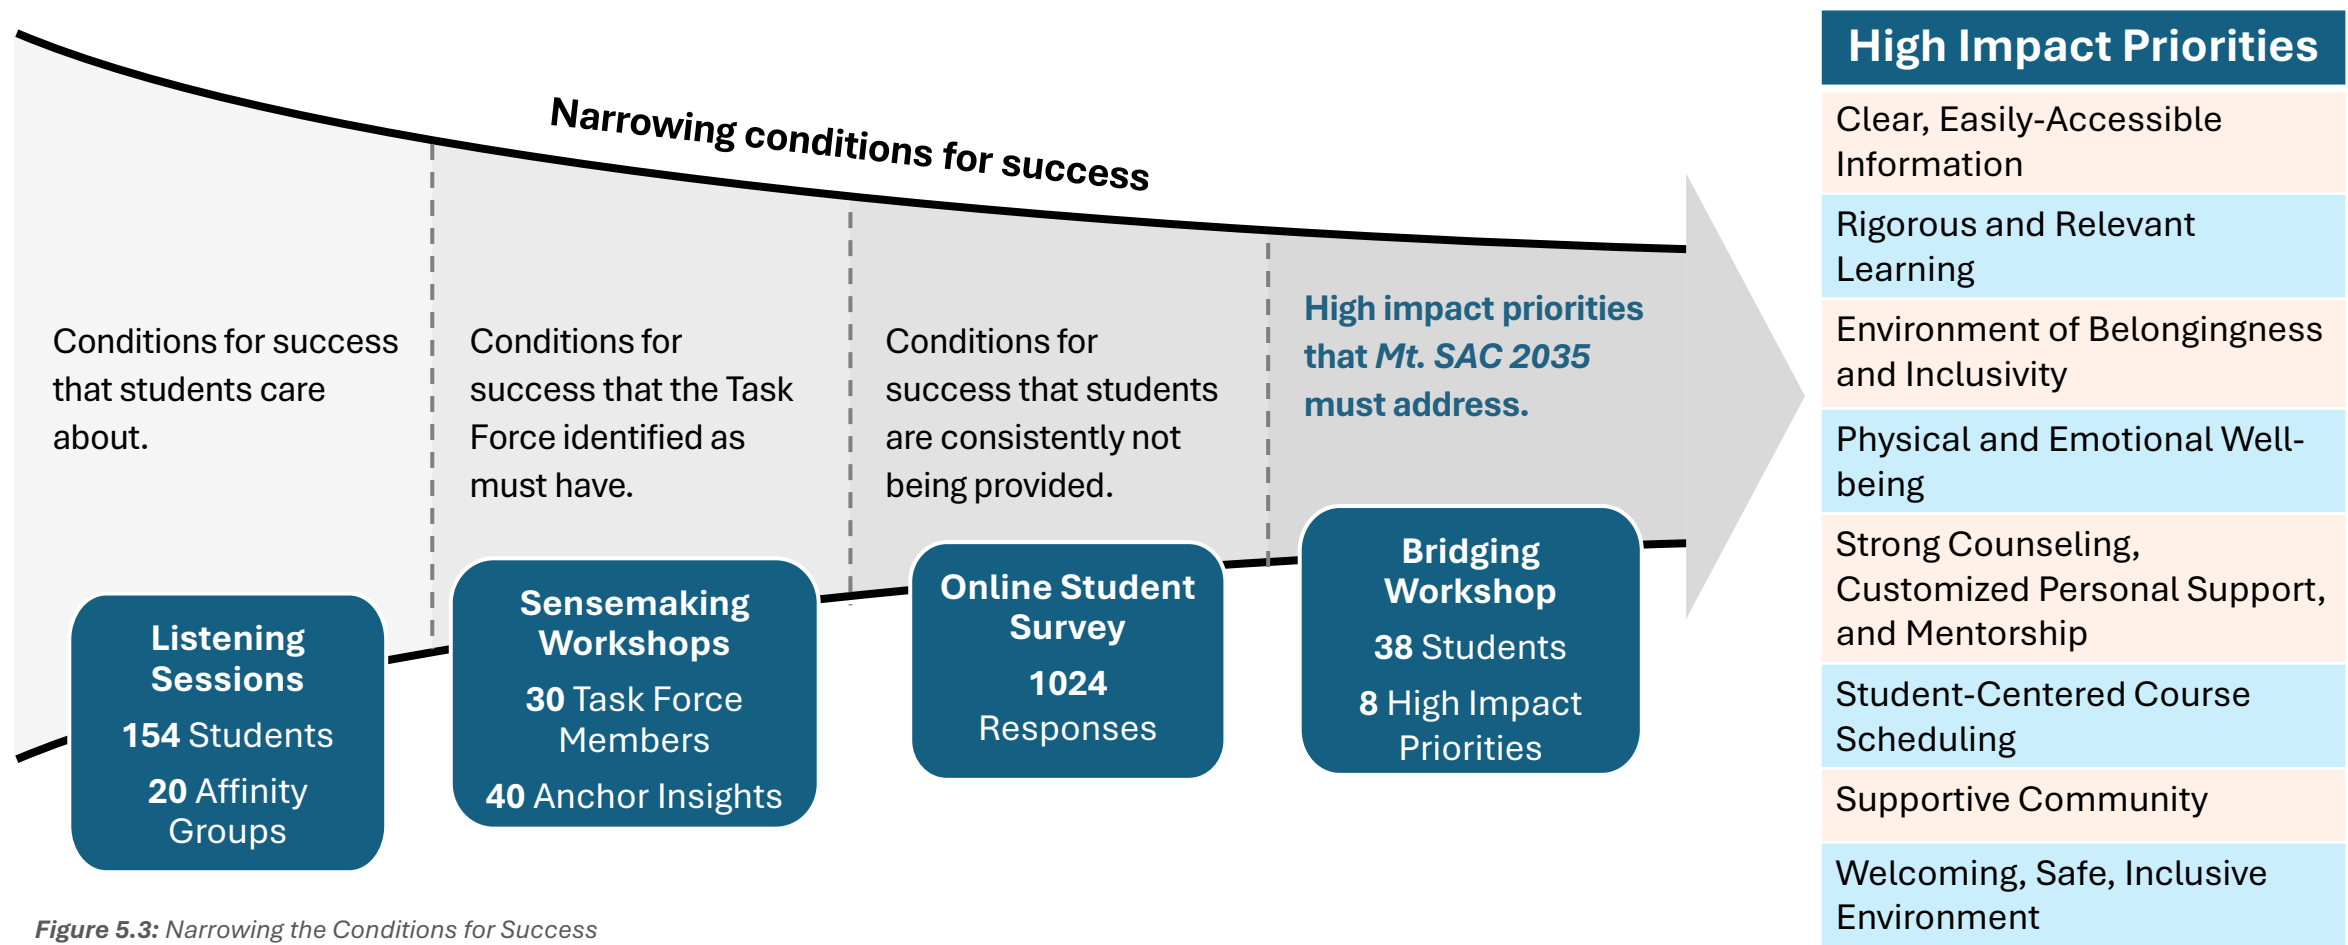 Narrowing conditions for success
Conditions for success
that students care
about.
Listening
Sessions
154 Students
20 Affinity
Groups
Conditions for
success that the Task
Force identified as
must have.
Sensemaking
Workshops
30 Task Force
Members
40 Anchor Insights
Conditions for
success that students
are consistently not
being provided.
Online Student
Survey
1024
Responses
High impact priorities
that Mt. SAC 2035
must address.
Bridging
Workshop
38 Students
8 High Impact
Priorities
High Impact Priorities
Clear, Easily-Accessible
Information
Rigorous and Relevant
Learning
Environment of Belongingness
and Inclusivity
Physical and Emotional Well-
being
Strong Counseling,
Customized Personal Support,
and Mentorship
Student-Centered Course
Scheduling
Supportive Community
Welcoming, Safe, Inclusive
Environment
Figure 5.3: Narrowing the Conditions for Success